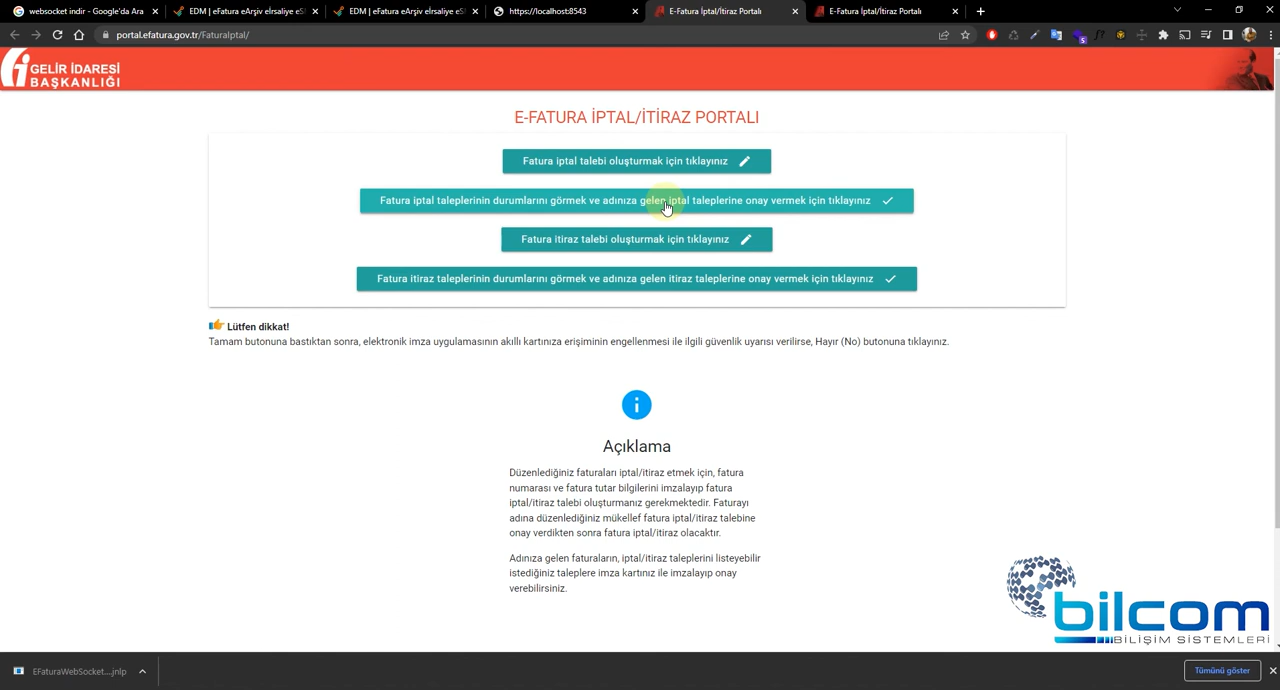 websocket indir - Google'da Ara
EDM | eFatura eArşiv eİrsaliye eS
EDM | eFatura eArşiv eİrsaliye eS
https://localhost:8543
E-Fatura İptal/İtiraz Portalı
E-Fatura İptal/İtiraz Portalı
portal.efatura.gov.tr/FaturaIptal/
GELİR İDARESİ
BAŞKANLIĞI
E-FATURA İPTAL/İTİRAZ PORTALI
Fatura iptal talebi oluşturmak için tıklayınız
Fatura iptal taleplerinin durumlarını görmek ve adınıza gelen iptal taleplerine onay vermek için tıklayınız
Fatura itiraz talebi oluşturmak için tıklayınız
Fatura itiraz taleplerinin durumlarını görmek ve adınıza gelen itiraz taleplerine onay vermek için tıklayınız
Lütfen dikkat!
Tamam butonuna bastıktan sonra, elektronik imza uygulamasının akıllı kartınıza erişiminin engellenmesi ile ilgili güvenlik uyarısı verilirse, Hayır (No) butonuna tıklayınız.
Açıklama
Düzenlediğiniz faturaları iptal/itiraz etmek için, fatura
numarası ve fatura tutar bilgilerini imzalayıp fatura
iptal/itiraz talebi oluşturmanız gerekmektedir. Faturayı
adına düzenlediğiniz mükellef fatura iptal/itiraz talebine
onay verdikten sonra fatura iptal/itiraz olacaktır.
Adınıza gelen faturaların, iptal/itiraz taleplerini listeyebilir
istediğiniz taleplere imza kartınız ile imzalayıp onay
verebilirsiniz.
bilcom
BİLİŞİM SİSTEMLERİ
EFaturaWebSocket....jnlp
Tümünü göster